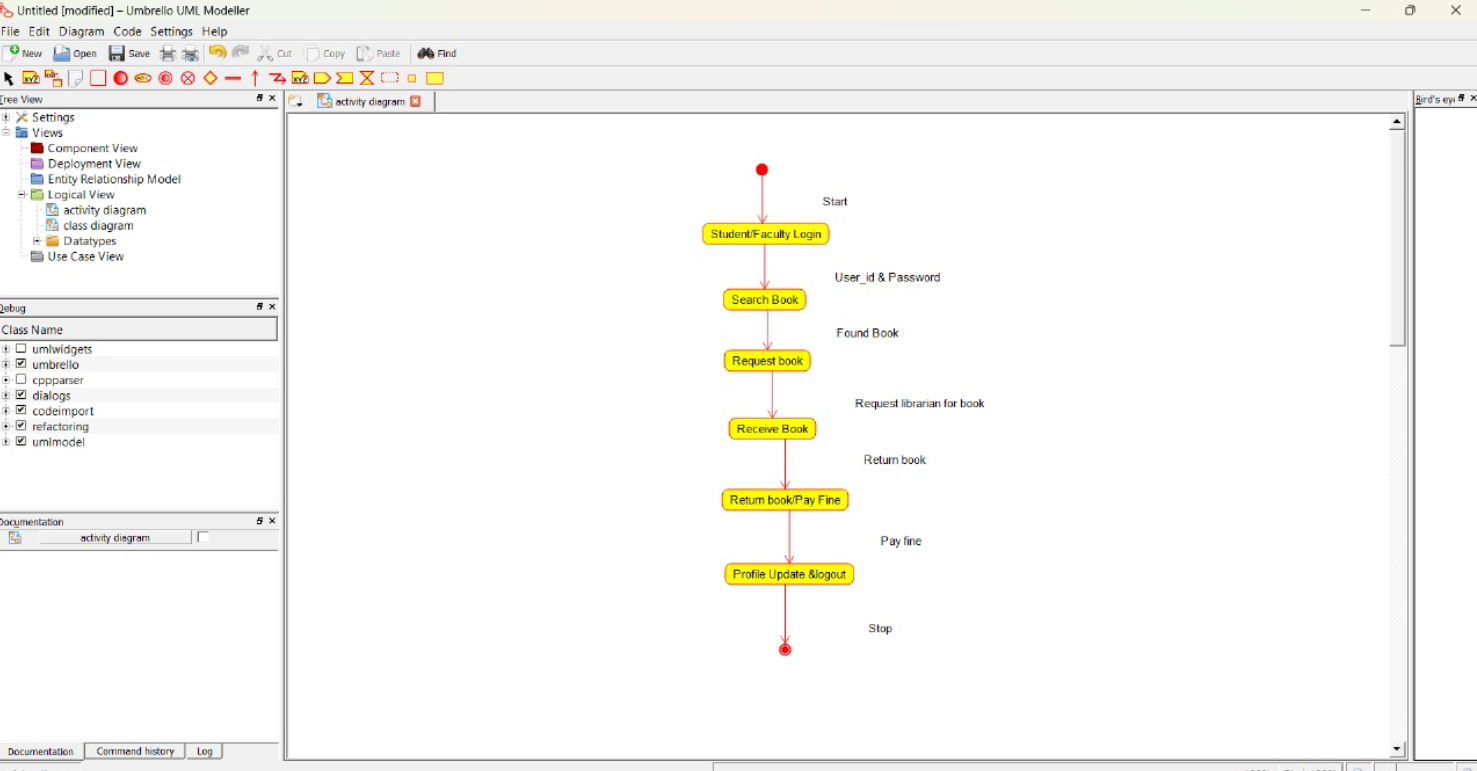 Untitled [modified] – Umbrello UML Modeller
File Edit Diagram Code Settings Help
New Open Save Cut Copy Paste Find
Tree View
activity diagram
Bird's ey
Settings
Views
Component View
Deployment View
Entity Relationship Model
Logical View
activity diagram
class diagram
Datatypes
Use Case View
Debug
Class Name
umlwidgets
umbrello
cppparser
dialogs
codeimport
refactoring
umlmodel
Documentation
activity diagram
Documentation Command history Log
Start
Student/Faculty Login
User_id & Password
Search Book
Found Book
Request book
Request librarian for book
Receive Book
Return book
Return book/Pay Fine
Pay fine
Profile Update &logout
Stop